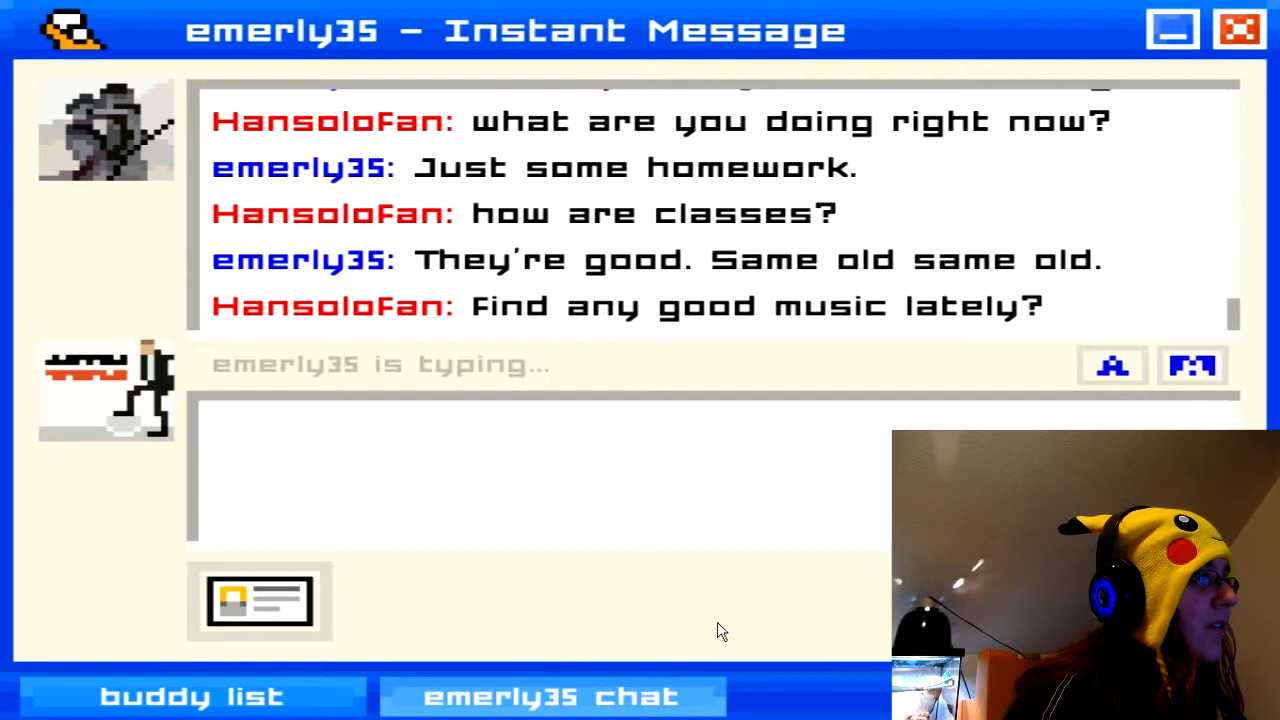 emerly35 - Instant Message
HansoloFan: what are you doing right now?
emerly35: Just some homework.
HansoloFan: how are classes?
emerly35: They're good. Same old same old.
HansoloFan: Find any good music lately?
emerly35 is typing...
A
buddy list
emerly35 chat